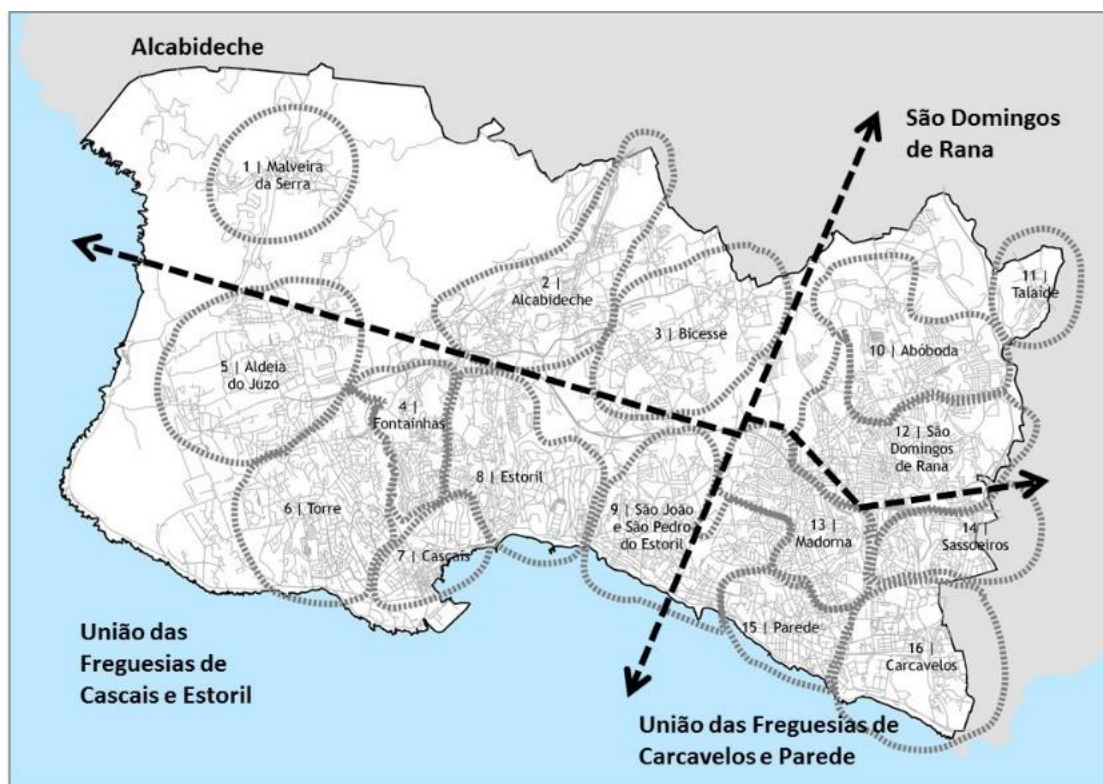 Alcabideche
São Domingos
de Rana
1 | Malveira
da Serra
2 |
Alcabideche
11 |
Talaide
3 | Bicesse
10 | Abóboda
5 | Aldeia
do Juzo
4 |
Fontainhas
12 | São
Domingos
de Rana
8 | Estoril
6 | Torre
9 | São João
e São Pedro
do Estoril
13 |
Madorna
14 |
Sassoeiros
7 | Cascais
15 | Parede
16 |
Carcavelos
União das
Freguesias de
Cascais e Estoril
União das Freguesias de
Carcavelos e Parede